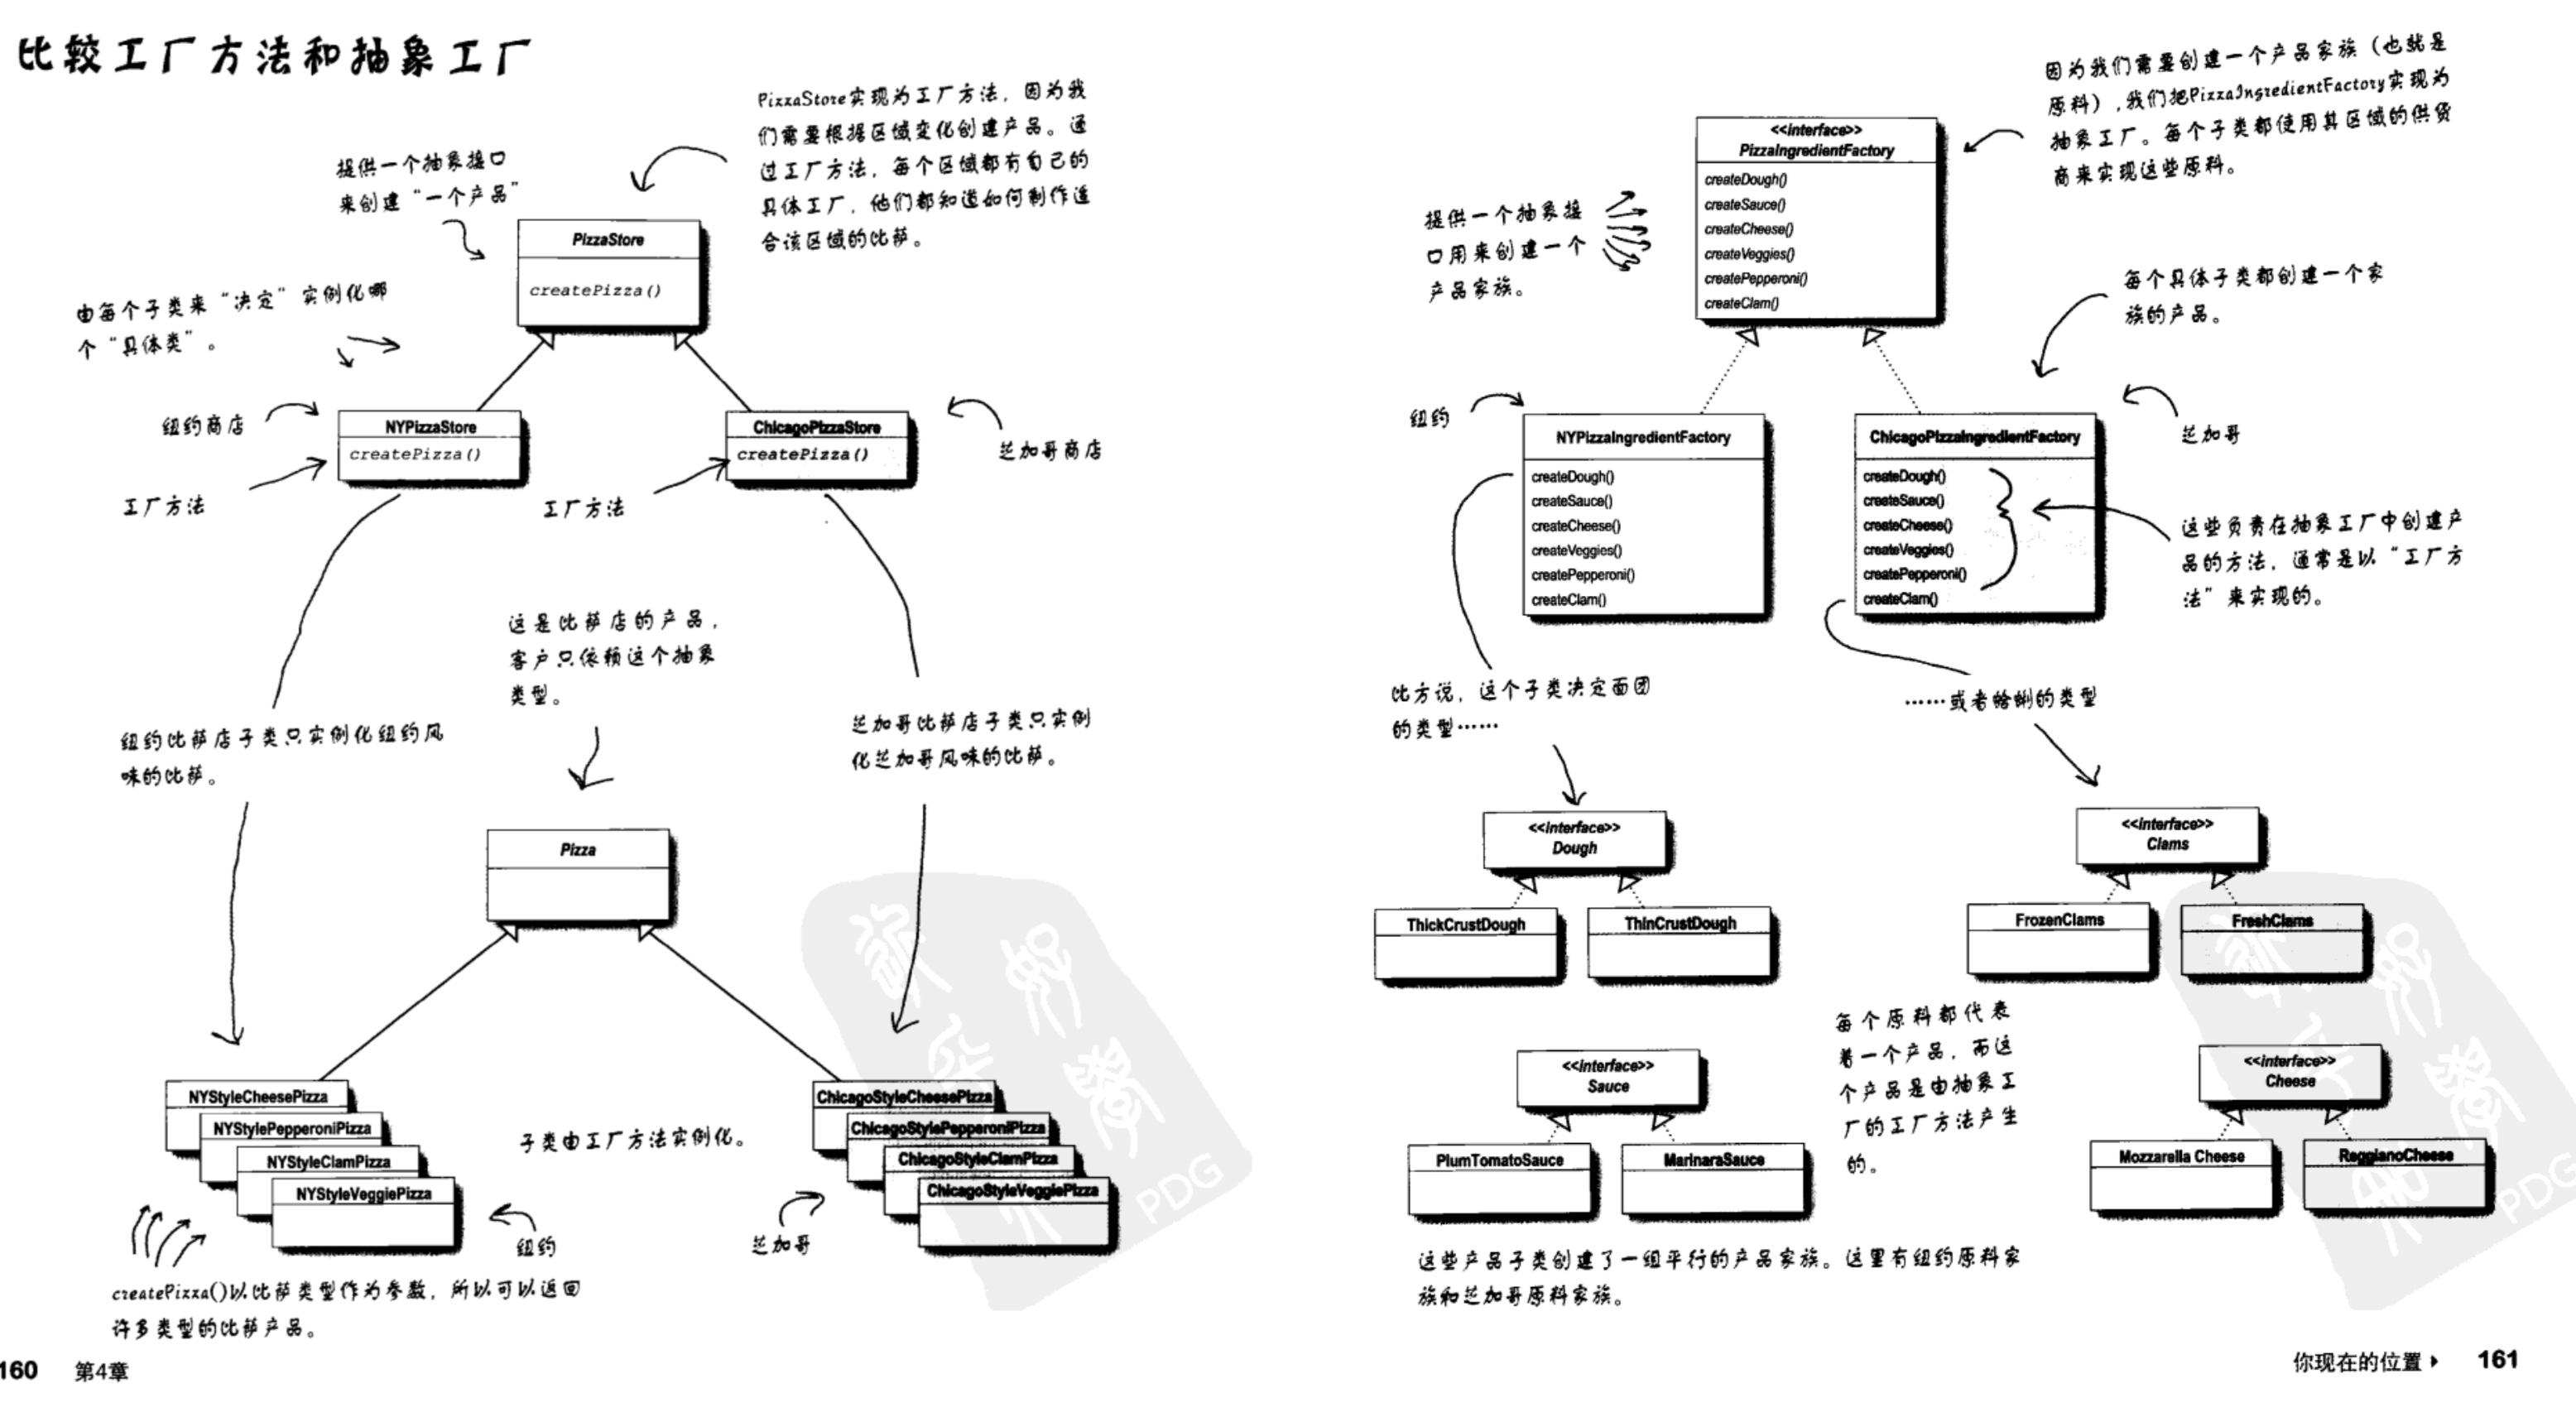 比较工厂方法和抽象工厂
PizzaStore实现为工厂方法，因为我
们需要根据区域变化创建产品。通
过工厂方法，每个区域都有自己的
具体工厂，他们都知道如何制作适
合该区域的比萨。
提供一个抽象接口
来创建“一个产品”
PizzaStore
createPizza()
由每个子类来“决定”实例化哪
个“具体类”。
纽约商店
NYPizzaStore
createPizza()
ChicagoPizzaStore
createPizza()
芝加哥商店
工厂方法
工厂方法
这是比萨店的产品，
客户只依赖这个抽象
类型。
纽约比萨店子类只实例化纽约风
味的比萨。
芝加哥比萨店子类只实例
化芝加哥风味的比萨。
Pizza
NYStyleCheesePizza
NYStylePepperoniPizza
NYStyleClamPizza
NYStyleVeggiePizza
子类由工厂方法实例化。
ChicagoStyleCheesePizza
ChicagoStylePepperoniPizza
ChicagoStyleClamPizza
ChicagoStyleVeggiePizza
纽约
芝加哥
createPizza()以比萨类型作为参数，所以可以返回
许多类型的比萨产品。
PDG
160 第4章
因为我们需要创建一个产品家族（也就是
原料），我们把PizzaIngredientFactory实现为
抽象工厂。每个子类都使用其区域的供货
商来实现这些原料。
<<interface>>
PizzaIngredientFactory
createDough()
createSauce()
createCheese()
createVeggies()
createPepperoni()
createClam()
提供一个抽象接
口用来创建一个
产品家族。
每个具体子类都创建一个家
族的产品。
纽约
NYPizzaIngredientFactory
createDough()
createSauce()
createCheese()
createVeggies()
createPepperoni()
createClam()
ChicagoPizzaIngredientFactory
createDough()
createSauce()
createCheese()
createVeggies()
createPepperoni()
createClam()
芝加哥
这些负责在抽象工厂中创建产
品的方法，通常是以“工厂方
法”来实现的。
比方说，这个子类决定面团
的类型……
……或者蛤蜊的类型
<<interface>>
Dough
ThickCrustDough
ThinCrustDough
<<interface>>
Clams
FrozenClams
FreshClams
每个原料都代表
着一个产品，而这
个产品是由抽象工
厂的工厂方法产生
的。
<<interface>>
Sauce
PlumTomatoSauce
MarinaraSauce
<<interface>>
Cheese
Mozzarella Cheese
ReggianoCheese
这些产品子类创建了一组平行的产品家族。这里有纽约原料家
族和芝加哥原料家族。
PDG
你现在的位置 161